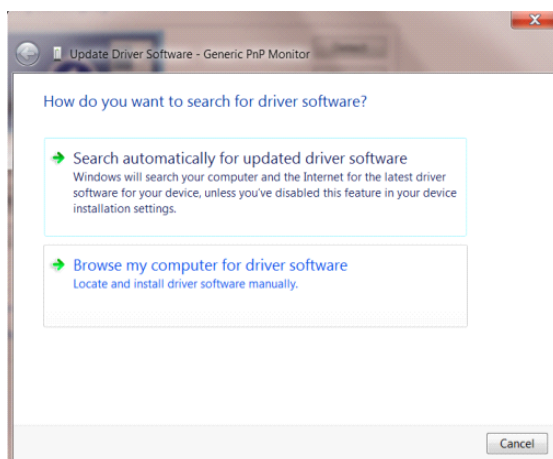 X
Update Driver Software - Generic PnP Monitor
How do you want to search for driver software?
Search automatically for updated driver software
Windows will search your computer and the Internet for the latest driver
software for your device, unless you've disabled this feature in your device
installation settings.
Browse my computer for driver software
Locate and install driver software manually.
Cancel